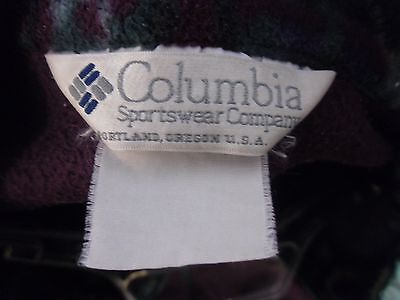 Columbia
Sportswear Company
PORTLAND, OREGON U.S.A.